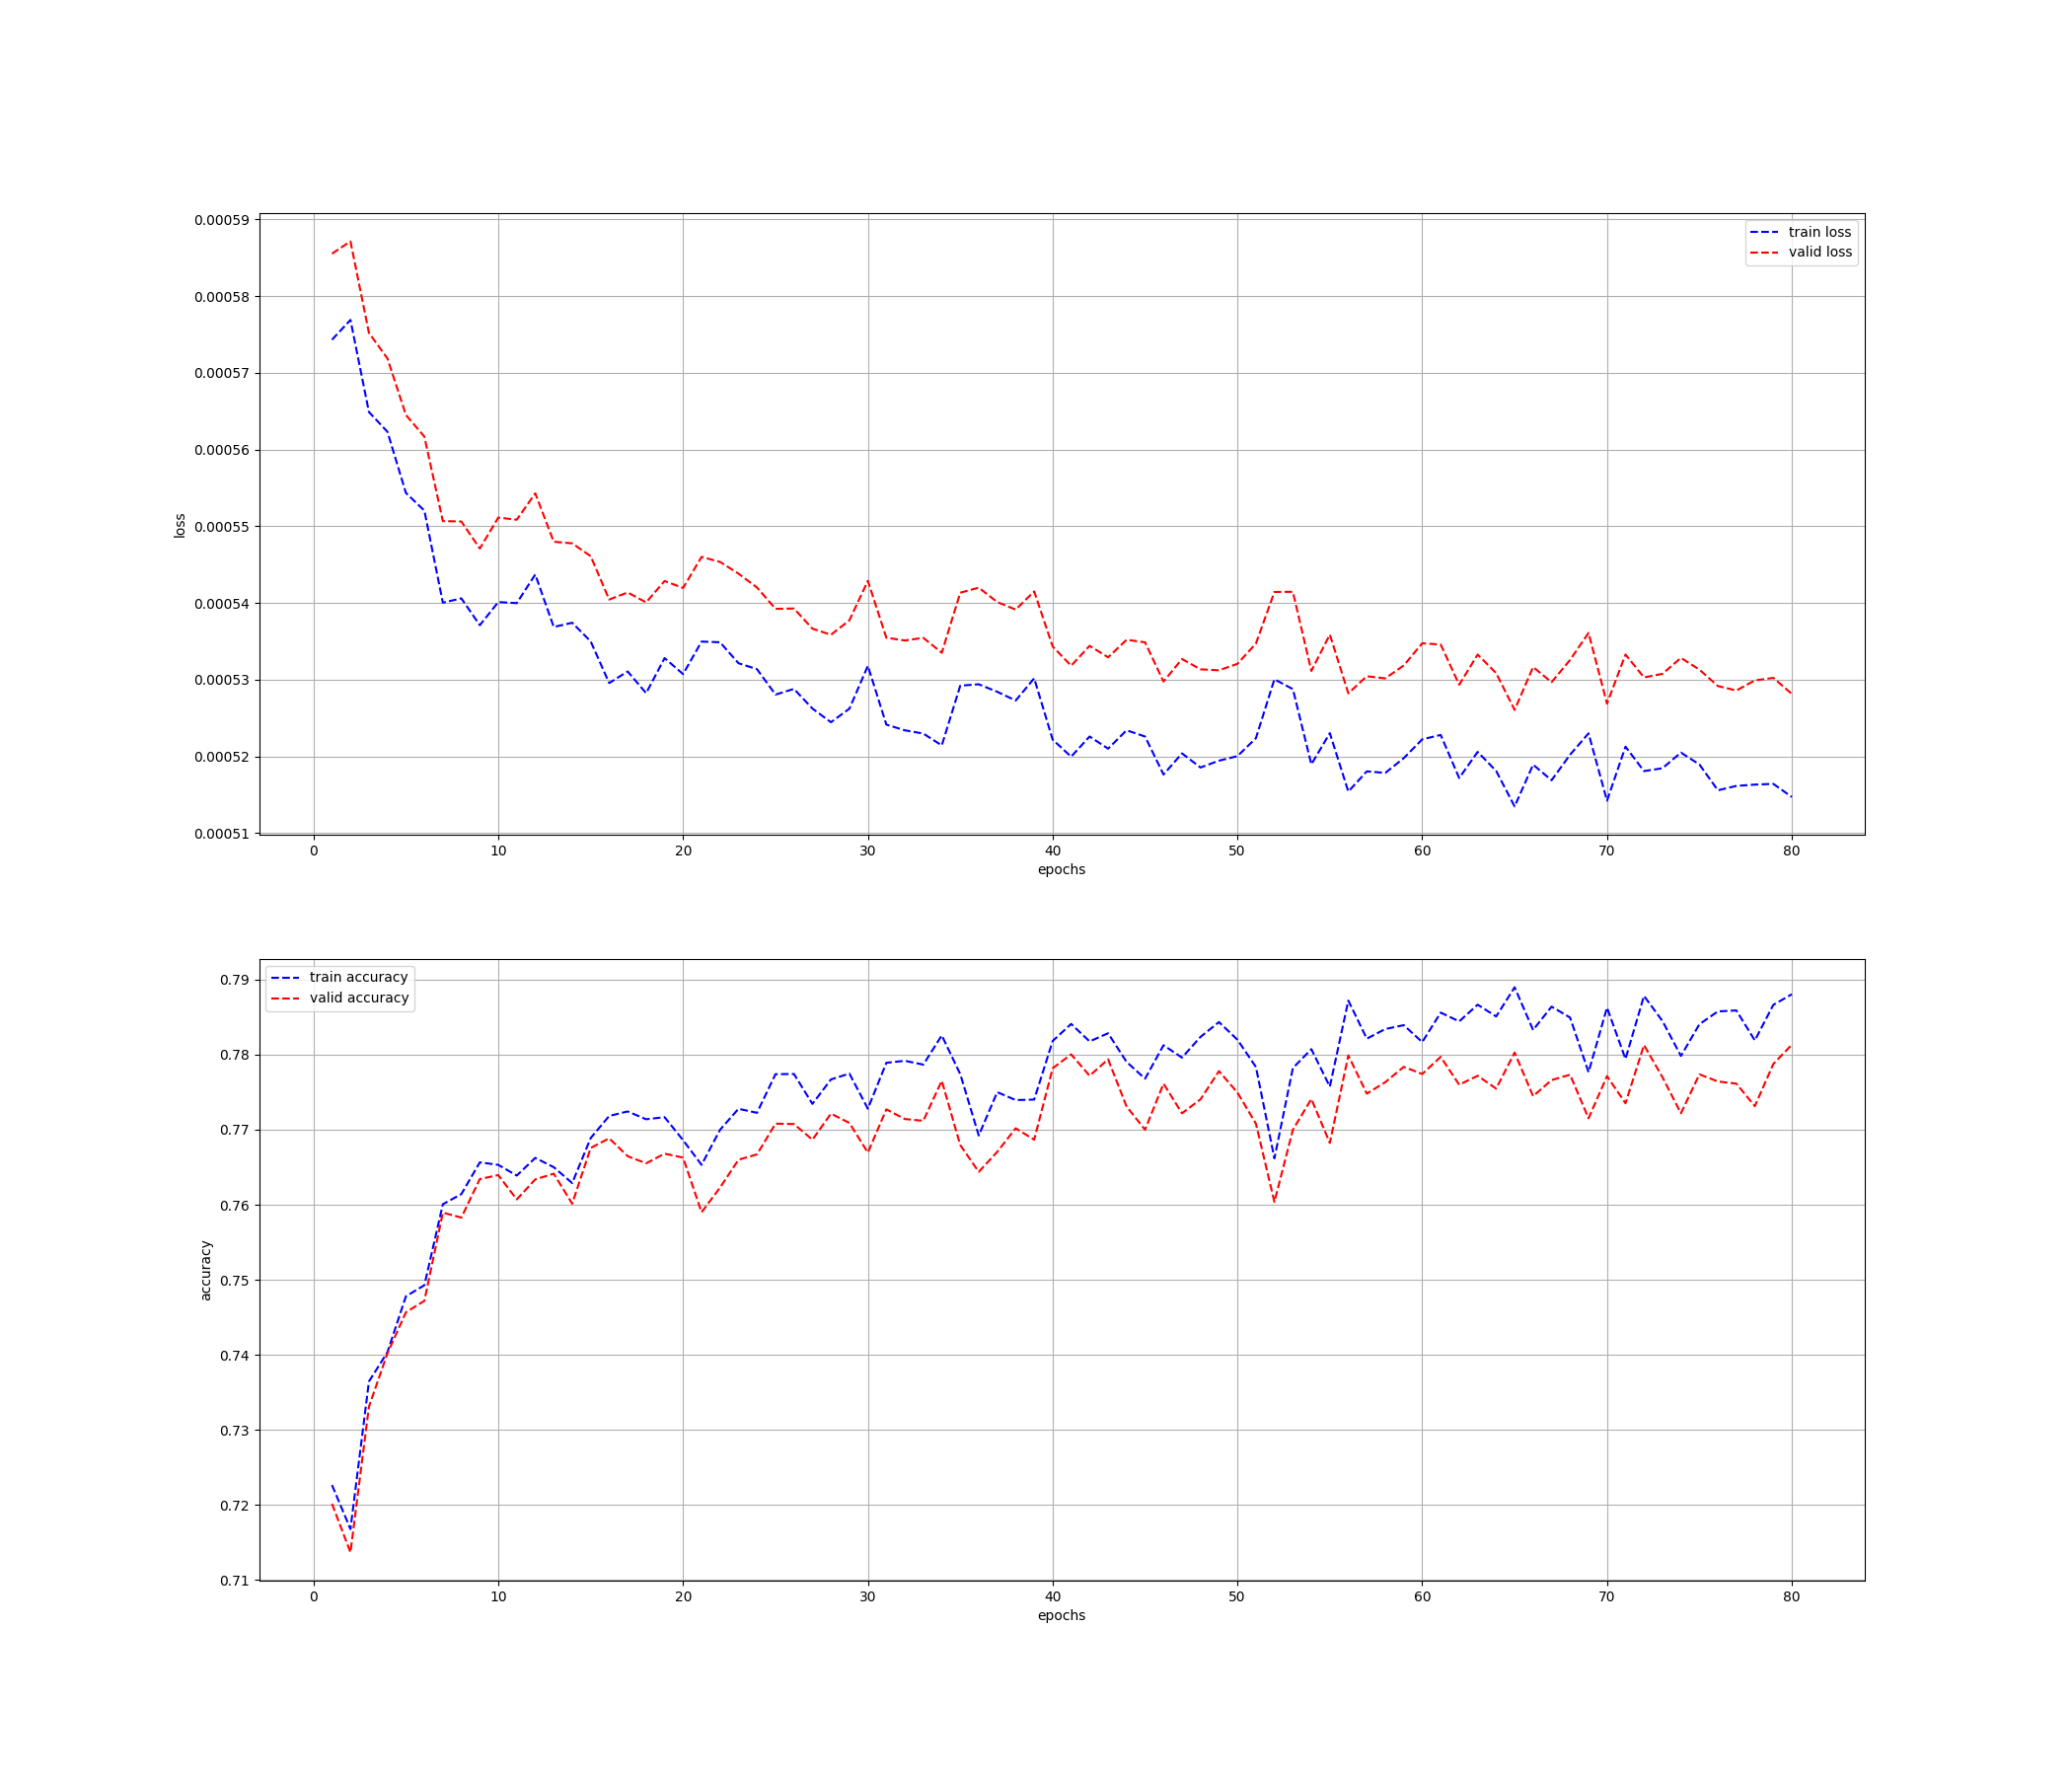 0.00059
0.00058
0.00057
0.00056
0.00055
0.00054
0.00053
0.00052
0.00051
loss
train loss
valid loss
0 10 20 30 40 50 60 70 80
epochs
0.79
0.78
0.77
0.76
0.75
0.74
0.73
0.72
0.71
accuracy
train accuracy
valid accuracy
0 10 20 30 40 50 60 70 80
epochs